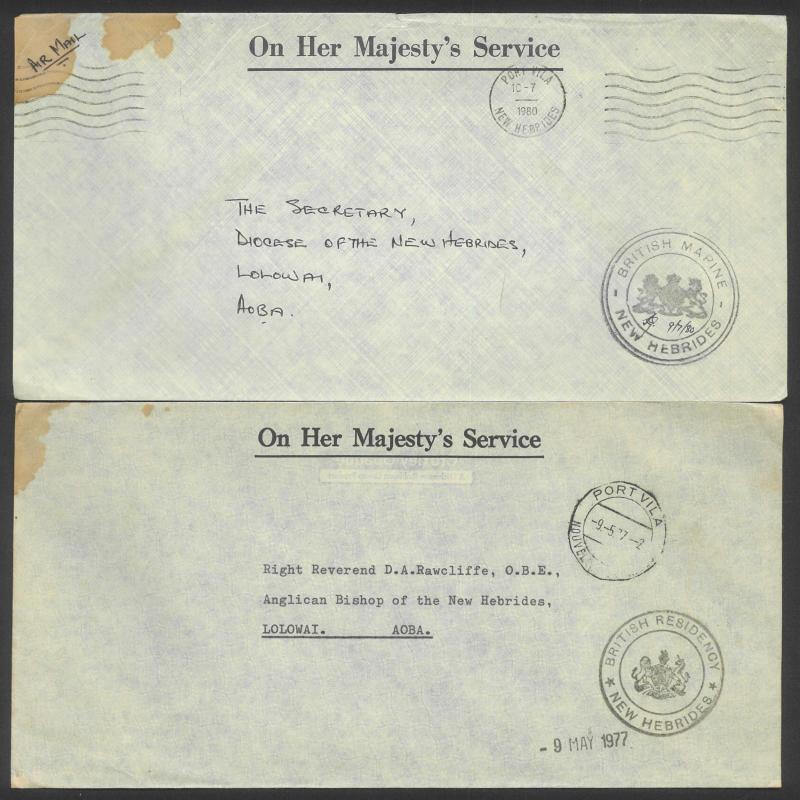 AIR MAIL
On Her Majesty's Service
PORT VILA
10-7
1980
NEW HEBRIDES
THE SECRETARY,
DIOCESE OF THE NEW HEBRIDES,
LOLOWAI,
AOBA.
- BRITISH MARINE -
9/7/80
NEW HEBRIDES
On Her Majesty's Service
PORT VILA
-9.-5.77-2
Right Reverend D.A.Rawcliffe, O.B.E.,
Anglican Bishop of the New Hebrides,
LOLOWAI. AOBA.
BRITISH RESIDENCY
★ NEW HEBRIDES ★
- 9 MAY 1977